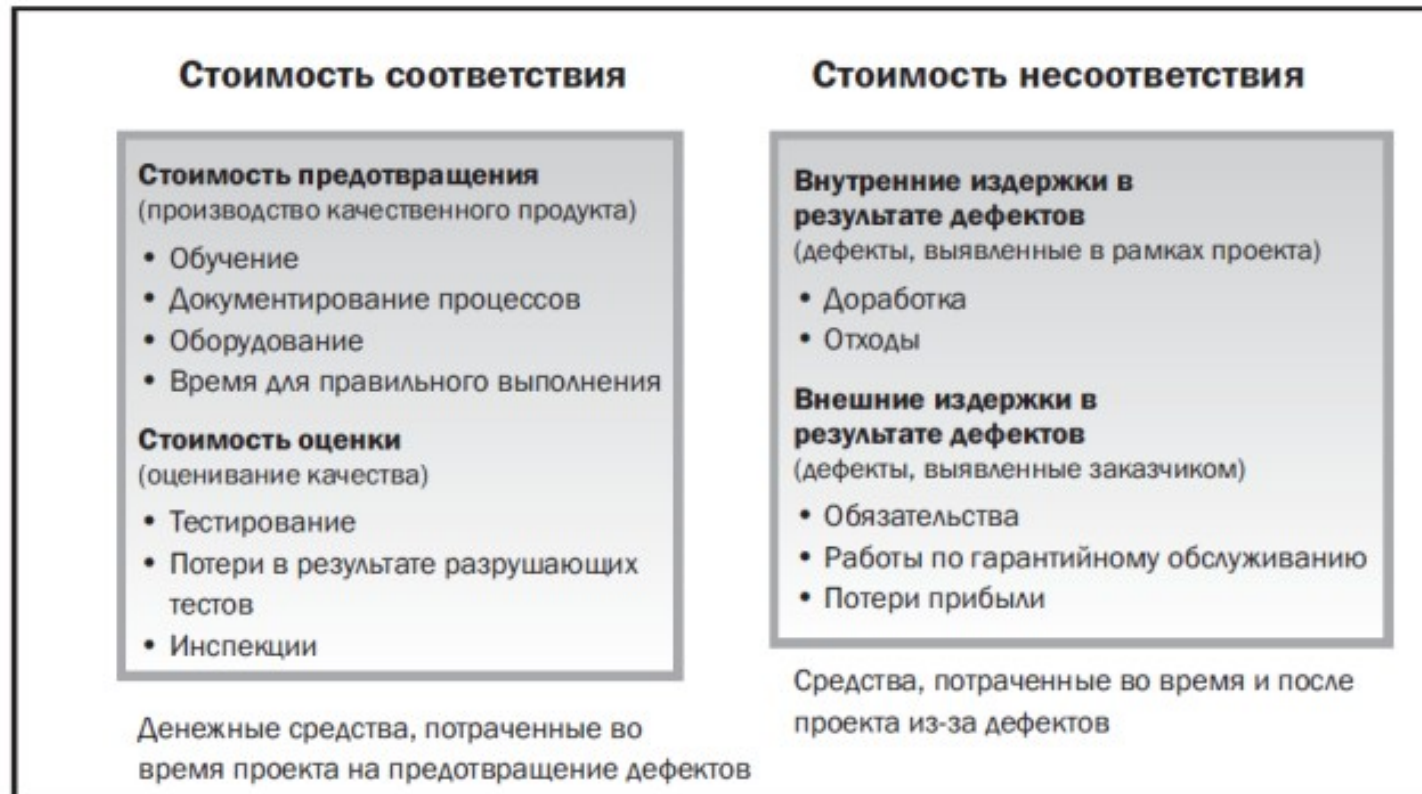 Стоимость соответствия
Стоимость предотвращения
(производство качественного продукта)
• Обучение
• Документирование процессов
• Оборудование
• Время для правильного выполнения
Стоимость оценки
(оценивание качества)
• Тестирование
• Потери в результате разрушающих
тестов
• Инспекции
Денежные средства, потраченные во
время проекта на предотвращение дефектов
Стоимость несоответствия
Внутренние издержки в
результате дефектов
(дефекты, выявленные в рамках проекта)
• Доработка
• Отходы
Внешние издержки в
результате дефектов
(дефекты, выявленные заказчиком)
• Обязательства
• Работы по гарантийному обслуживанию
• Потери прибыли
Средства, потраченные во время и после
проекта из-за дефектов